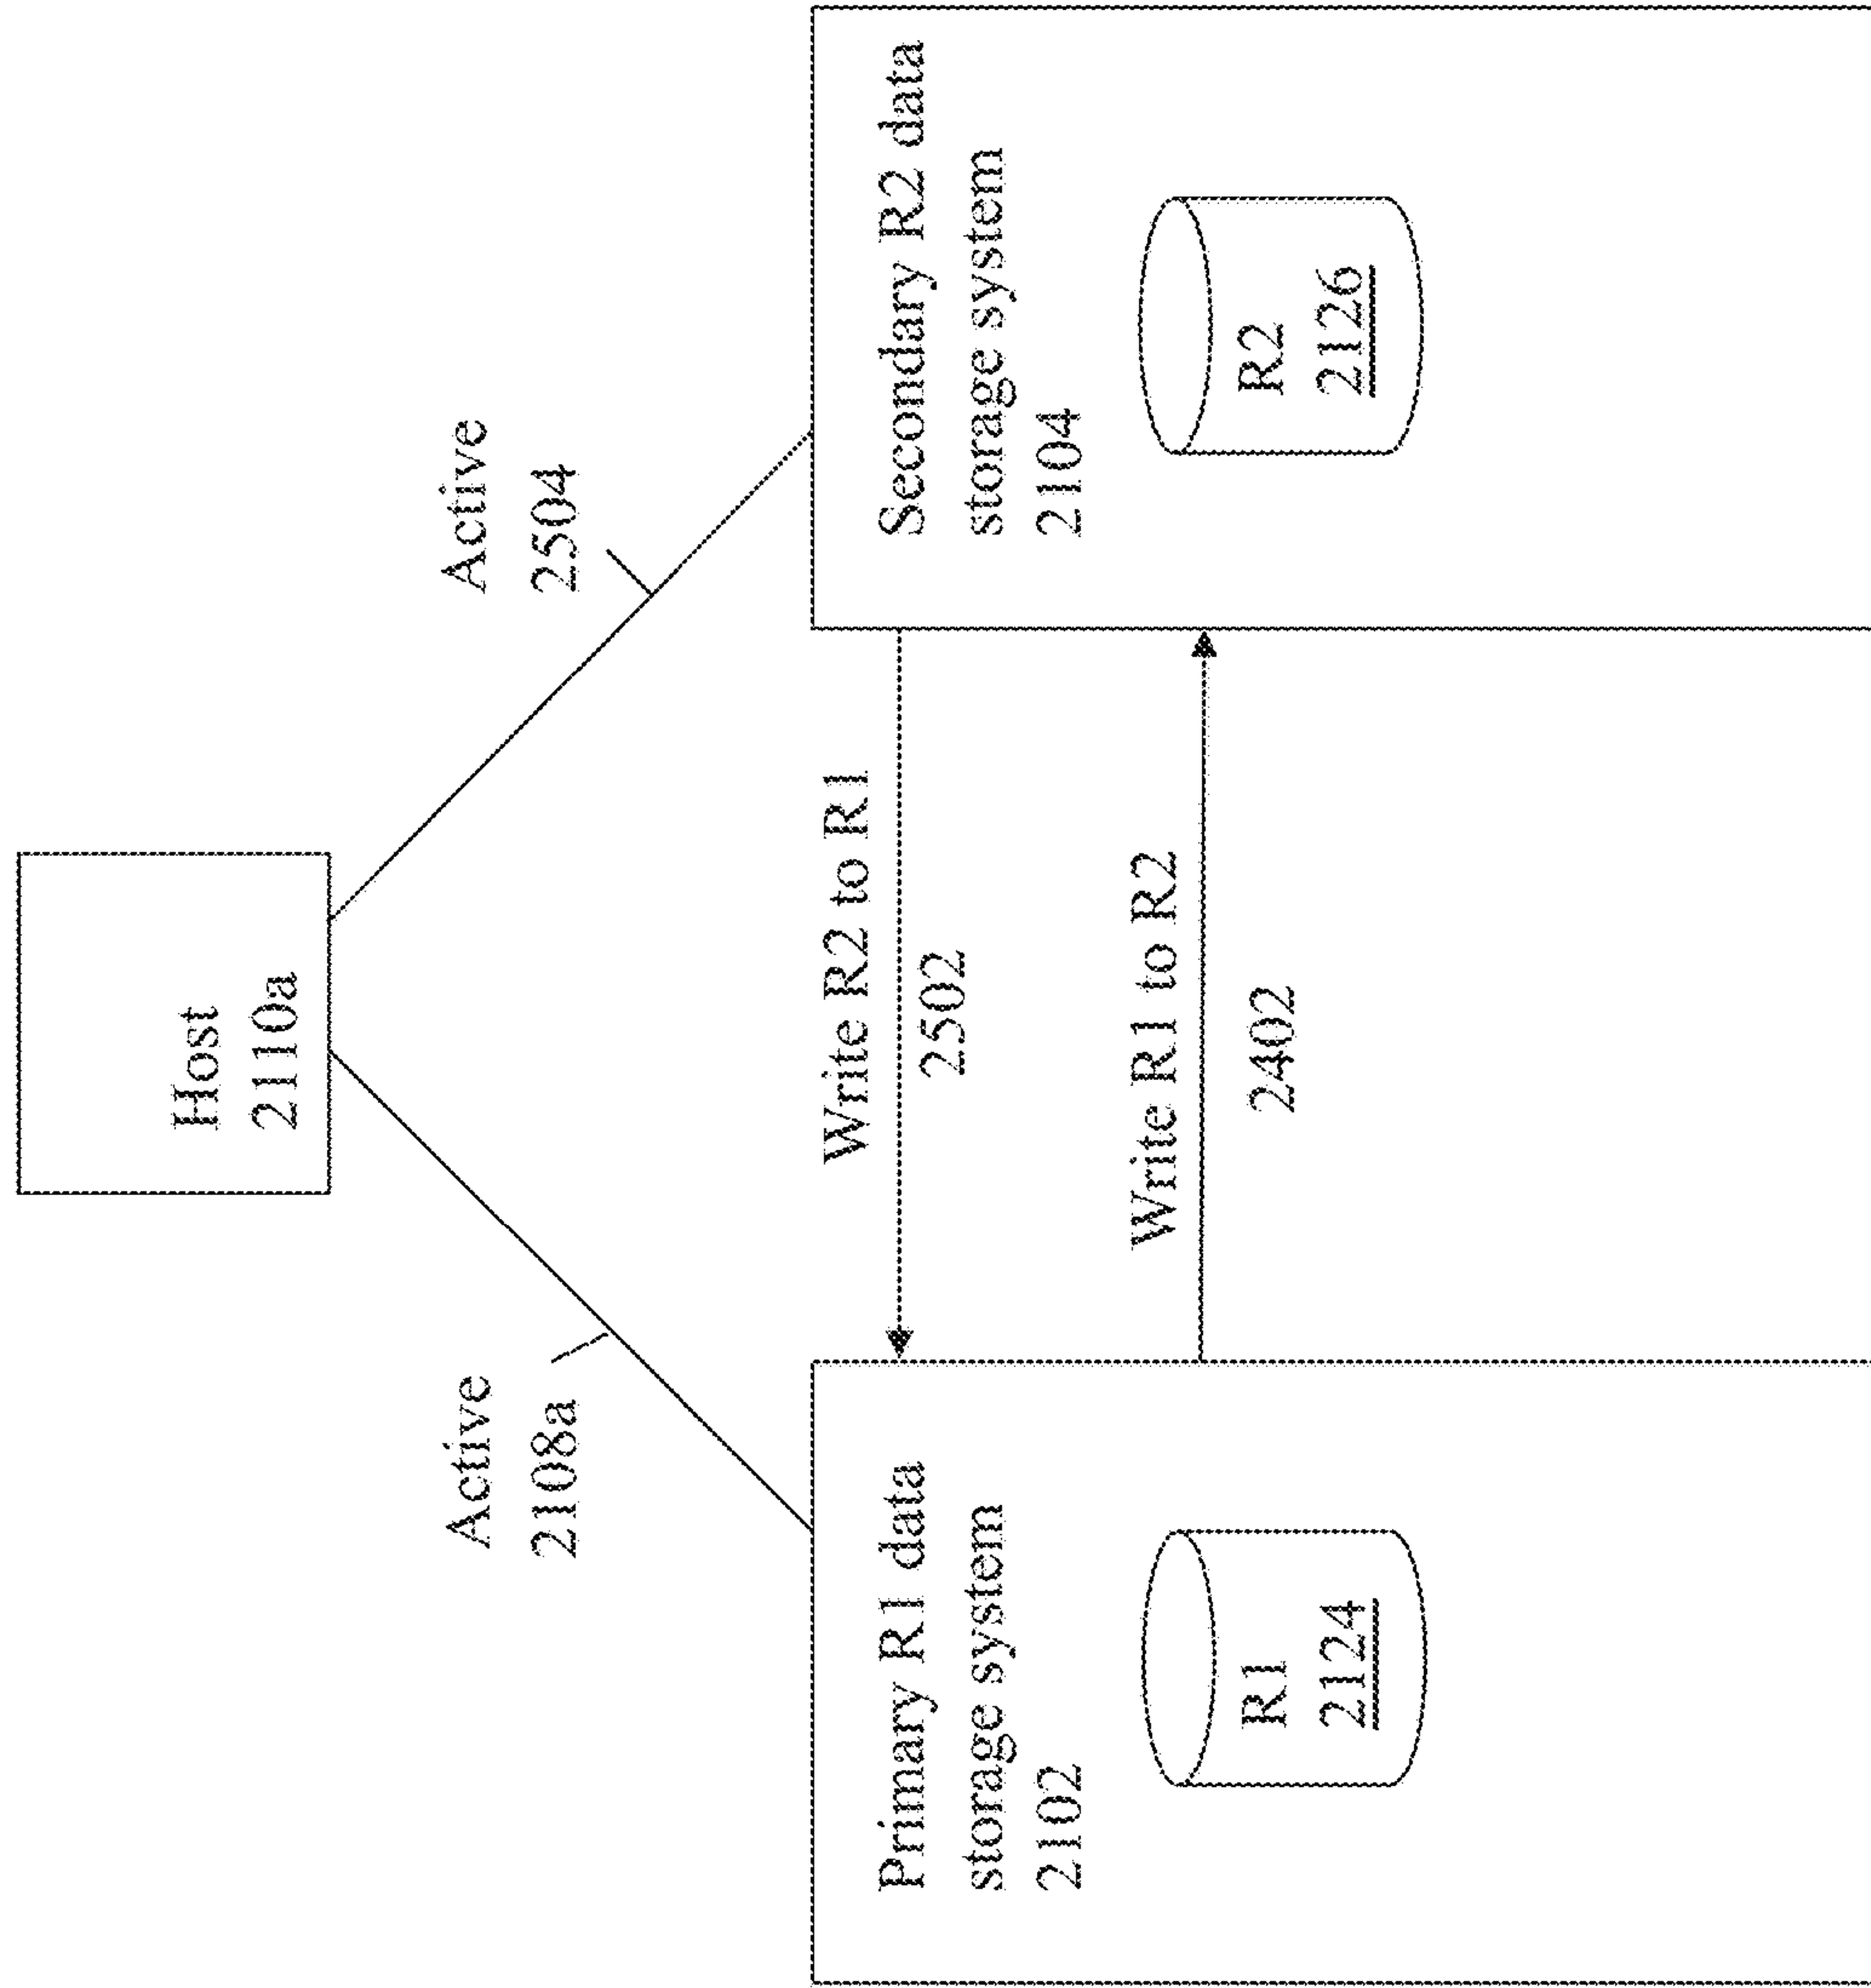 Host
2110a
Active
2108a
Active
2504
Primary R1 data
storage system
2102
R1
2124
Write R2 to R1
2502
Write R1 to R2
2402
Secondary R2 data
storage system
2104
R2
2126